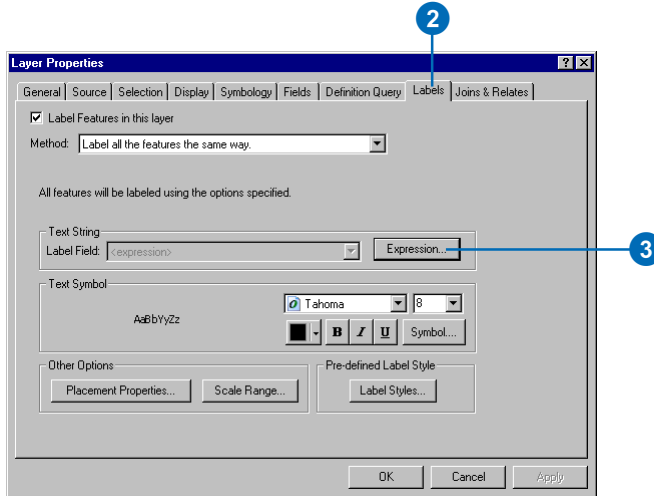 2
Layer Properties
General Source Selection Display Symbology Fields Definition Query Labels Joins & Relates
Label Features in this layer
Method: Label all the features the same way.
All features will be labeled using the options specified.
Text String
Label Field: <expression> Expression...
3
Text Symbol
AaBbYyZz
Tahoma 8
B I U Symbol...
Other Options Pre-defined Label Style
Placement Properties... Scale Range... Label Styles...
OK Cancel Apply